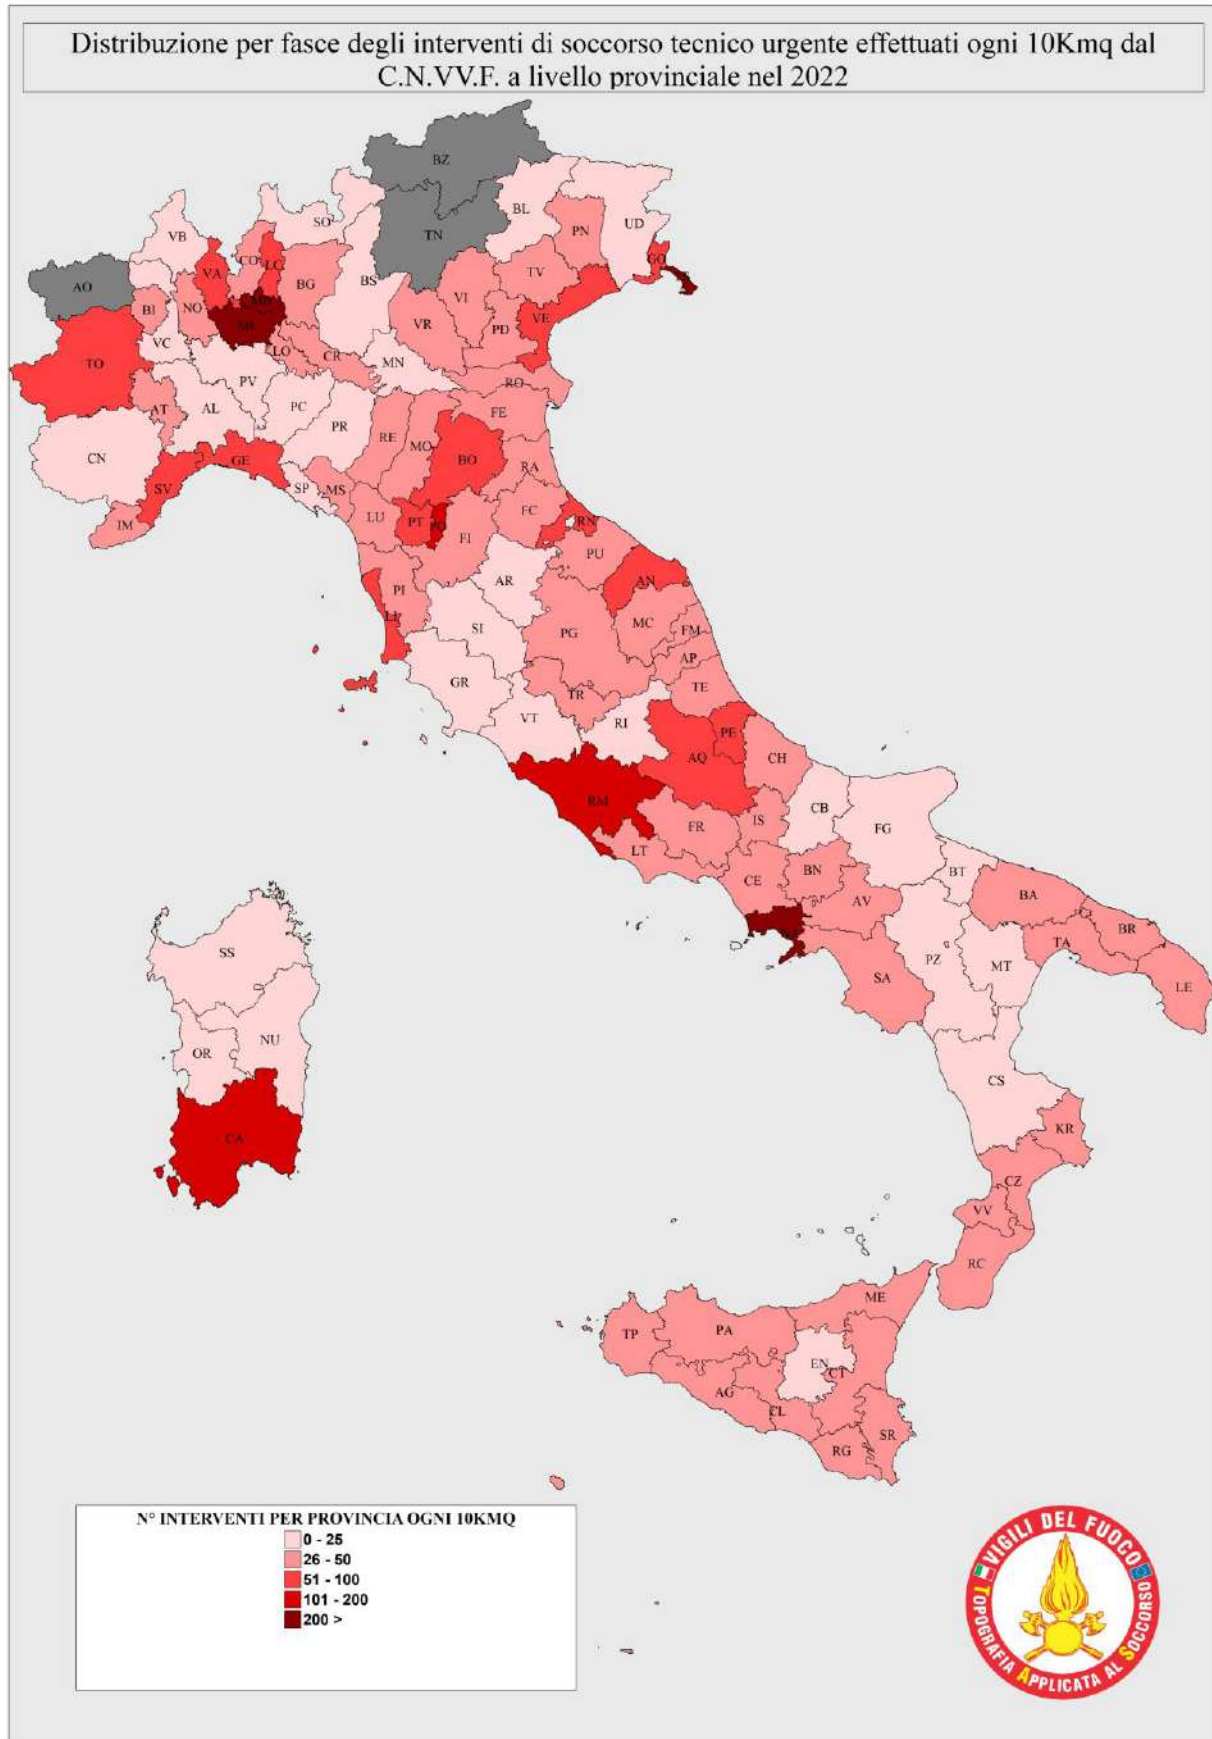 Distribuzione per fasce degli interventi di soccorso tecnico urgente effettuati ogni 10Kmq dal
C.N.VV.F. a livello provinciale nel 2022
BZ
TN
BL
UD
PN
SO
VB
AO
VA
CO
LC
BG
BS
TV
GO
BI
NO
MB
MI
VI
VR
PD
VE
TO
VC
LO
CR
MN
RO
PV
AT
AL
PC
PR
RE
MO
FE
CN
GE
BO
RA
SV
SP
MS
IM
LU
PT
PO
FI
FC
RN
PU
AR
AN
PI
LI
SI
PG
MC
FM
AP
GR
TR
TE
VT
RI
PE
AQ
CH
RM
CB
FG
FR
IS
LT
CE
BN
BT
AV
BA
BR
TA
SA
PZ
MT
LE
SS
OR
NU
CS
CA
KR
CZ
VV
RC
ME
TP
PA
EN
CT
AG
CL
SR
RG
N° INTERVENTI PER PROVINCIA OGNI 10KMQ
0 - 25
26 - 50
51 - 100
101 - 200
200 >
VIGILI DEL FUOCO
TOPOGRAFIA APPLICATA AL SOCCORSO